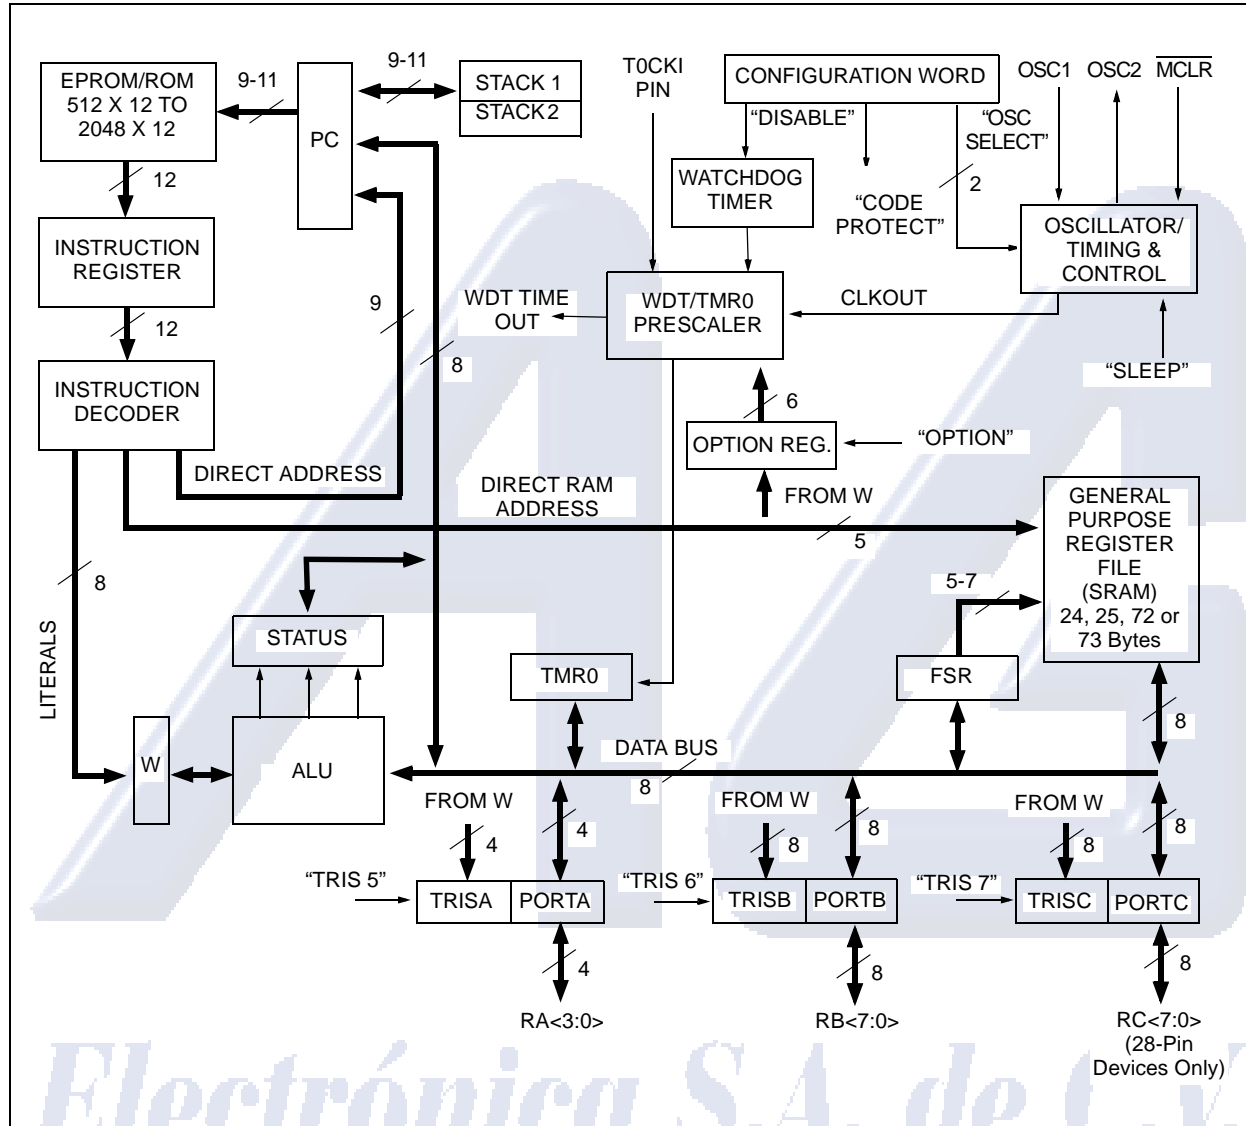 EPROM/ROM
512 X 12 TO
2048 X 12
9-11
PC
9-11
STACK 1
STACK 2
T0CKI
PIN
CONFIGURATION WORD
OSC1
OSC2
MCLR
“DISABLE”
“OSC
SELECT”
12
WATCHDOG
TIMER
2
“CODE
PROTECT”
INSTRUCTION
REGISTER
OSCILLATOR/
TIMING &
CONTROL
9
WDT TIME
OUT
WDT/TMR0
PRESCALER
CLKOUT
12
8
“SLEEP”
INSTRUCTION
DECODER
6
OPTION REG.
“OPTION”
DIRECT ADDRESS
DIRECT RAM
ADDRESS
FROM W
5
GENERAL
PURPOSE
REGISTER
FILE
(SRAM)
24, 25, 72 or
73 Bytes
8
5-7
STATUS
LITERALS
TMR0
FSR
8
W
ALU
DATA BUS
8
FROM W
4
4
FROM W
8
8
FROM W
8
8
“TRIS 5”
TRISA
PORTA
“TRIS 6”
TRISB
PORTB
“TRIS 7”
TRISC
PORTC
4
8
8
RA<3:0>
RB<7:0>
RC<7:0>
(28-Pin
Devices Only)
Electrónica S.A. de C.V.